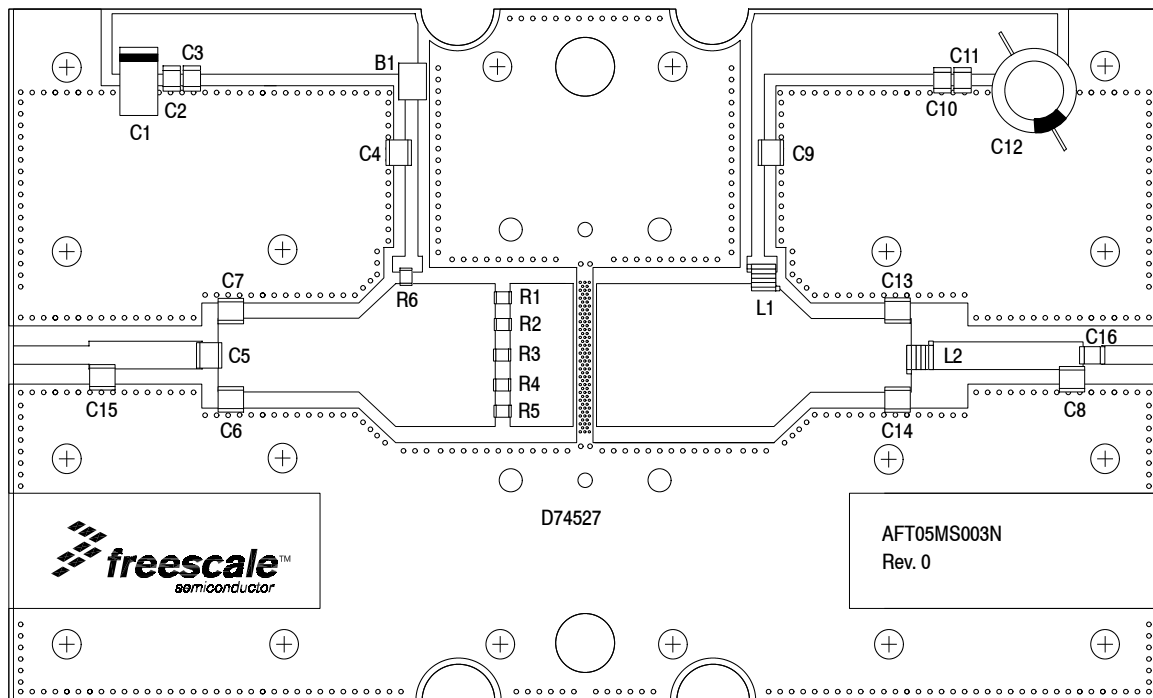 C3
C2
C1
B1
C4
C11
C10
C12
C9
C7
R6
R1
R2
R3
R4
R5
L1
C13
C5
L2
C16
C15
C6
C14
C8
D74527
freescale™
semiconductor
AFT05MS003N
Rev. 0